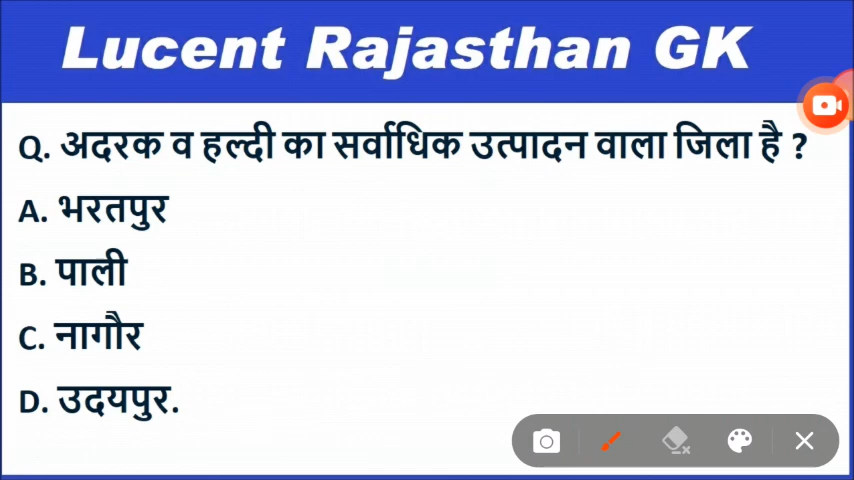 Lucent Rajasthan GK
Q. अदरक व हल्दी का सर्वाधिक उत्पादन वाला जिला है ?
A. भरतपुर
B. पाली
C. नागौर
D. उदयपुर.